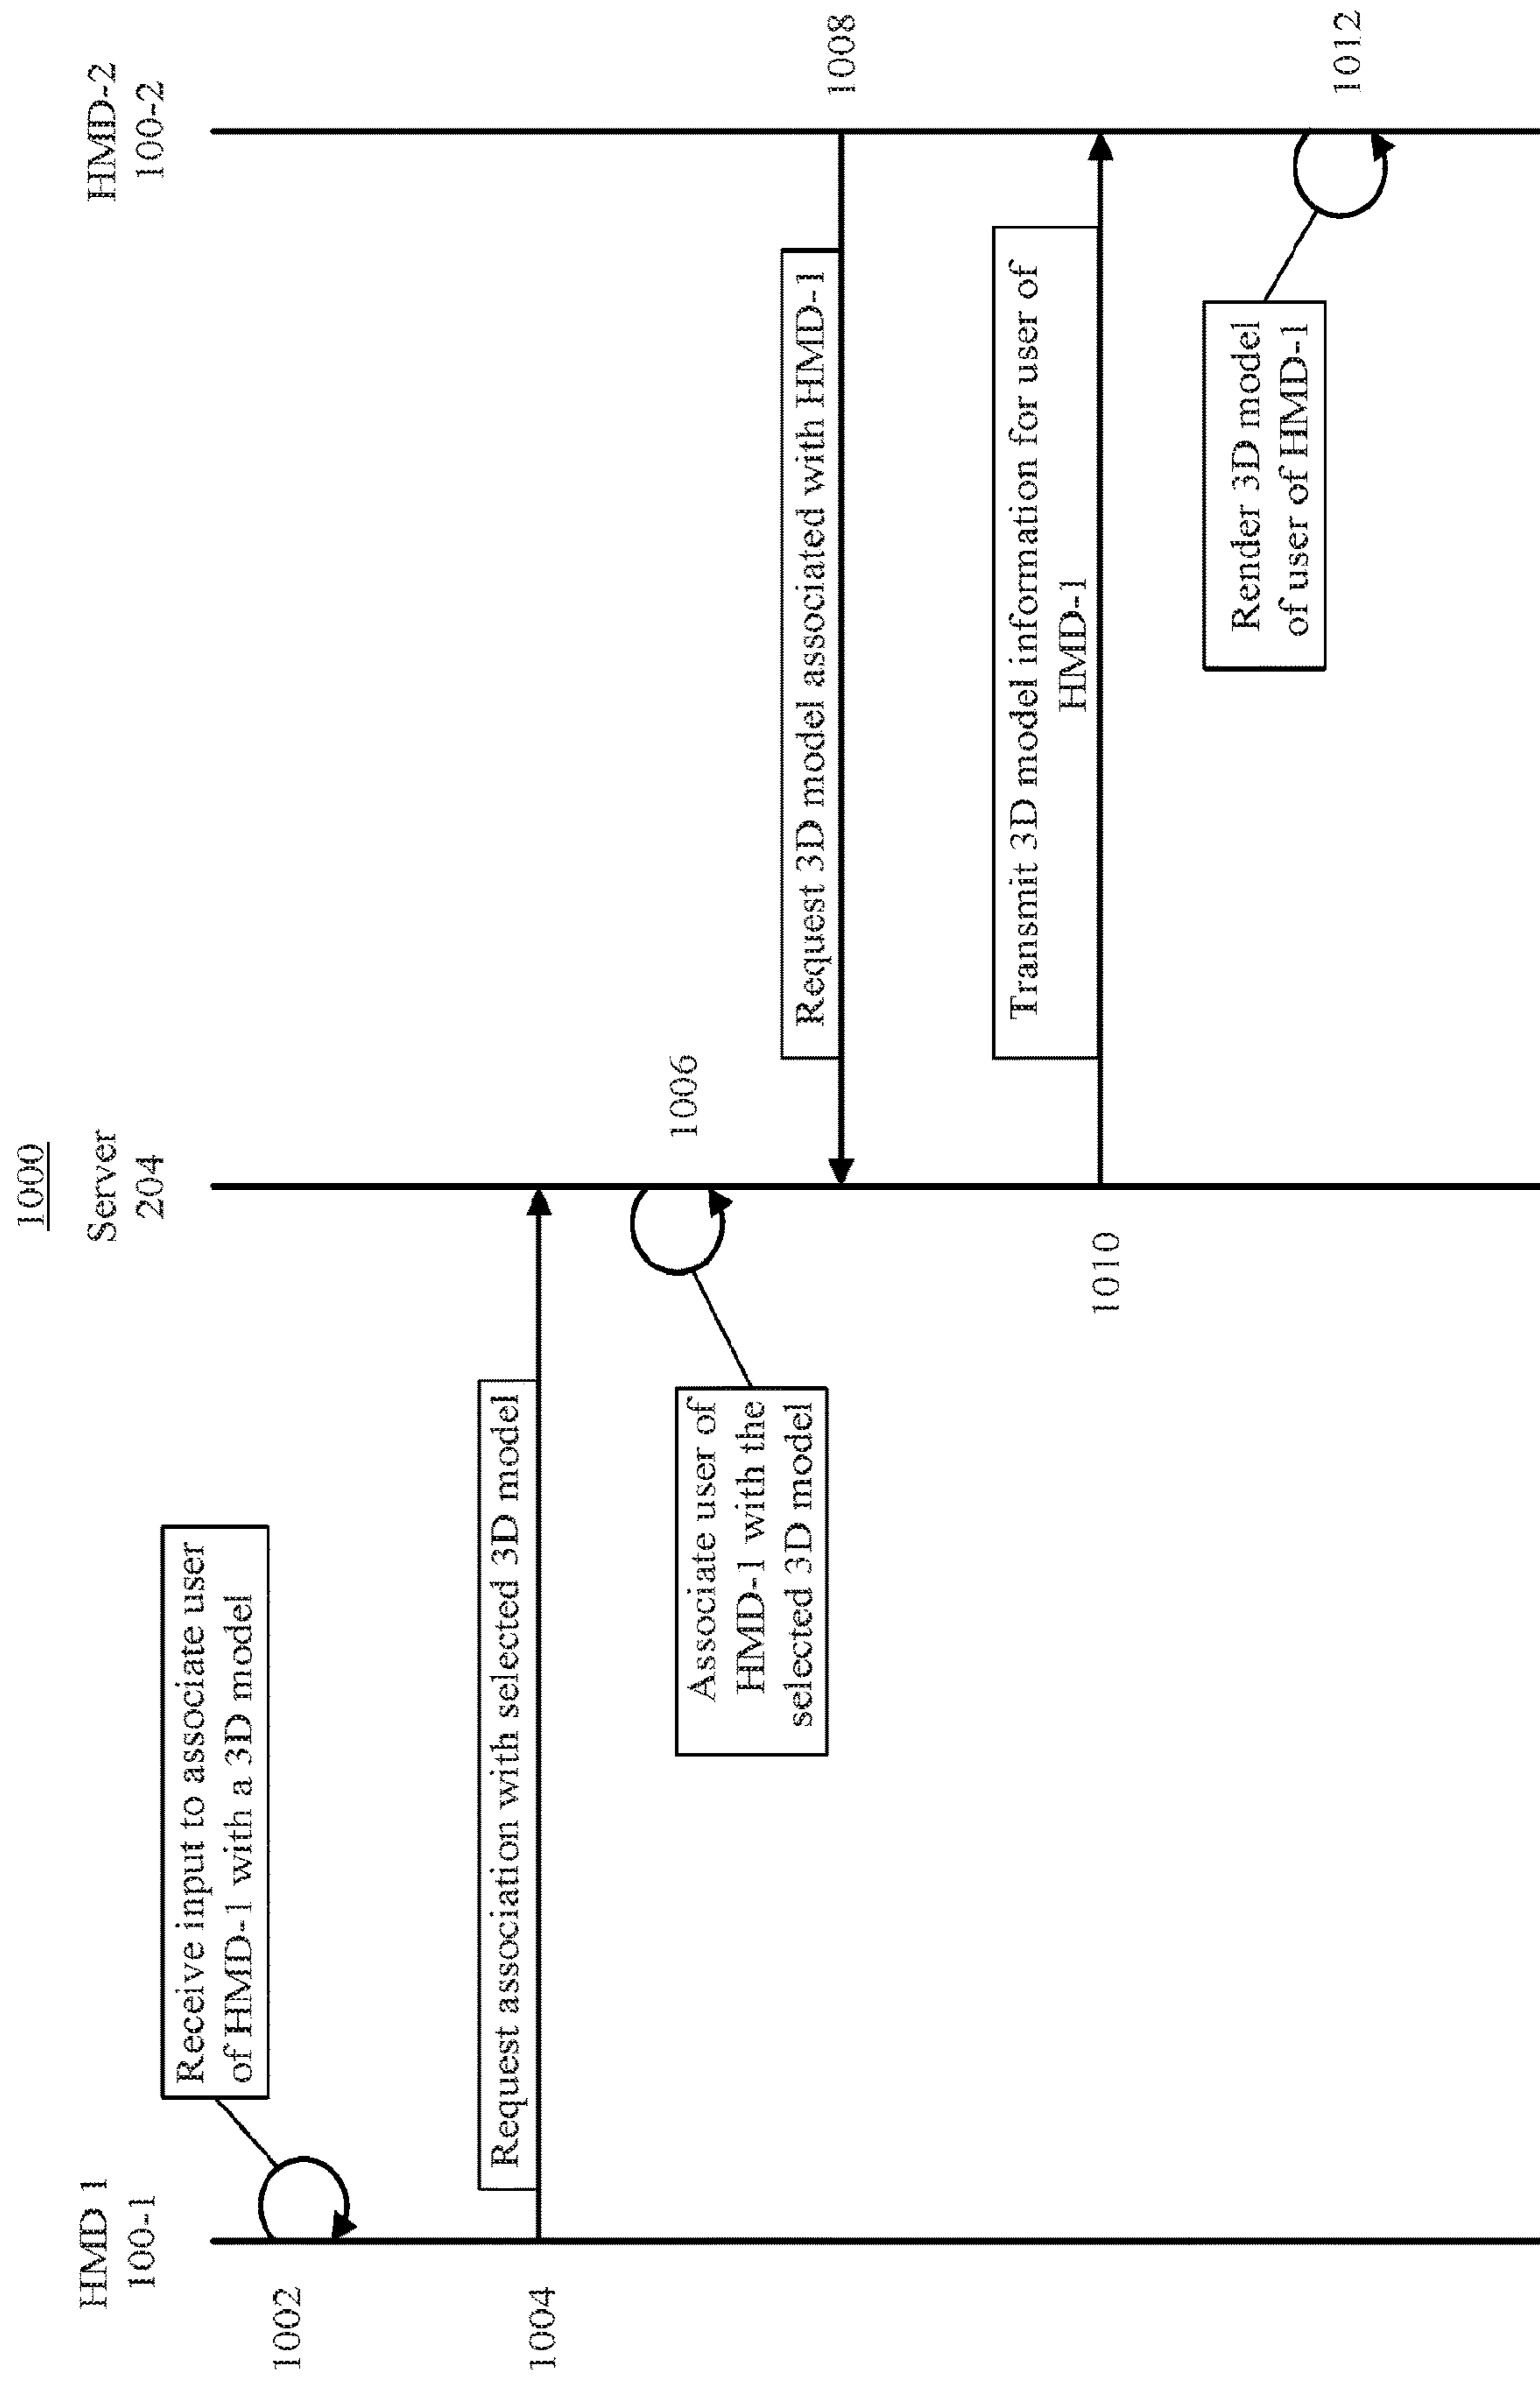 1000
HMD 1
100-1
Server
204
HMD-2
100-2
1002
Receive input to associate user
of HMD-1 with a 3D model
1004
Request association with selected 3D model
1006
Associate user of
HMD-1 with the
selected 3D model
1008
Request 3D model associated with HMD-1
1010
Transmit 3D model information for user of
HMD-1
1012
Render 3D model
of user of HMD-1